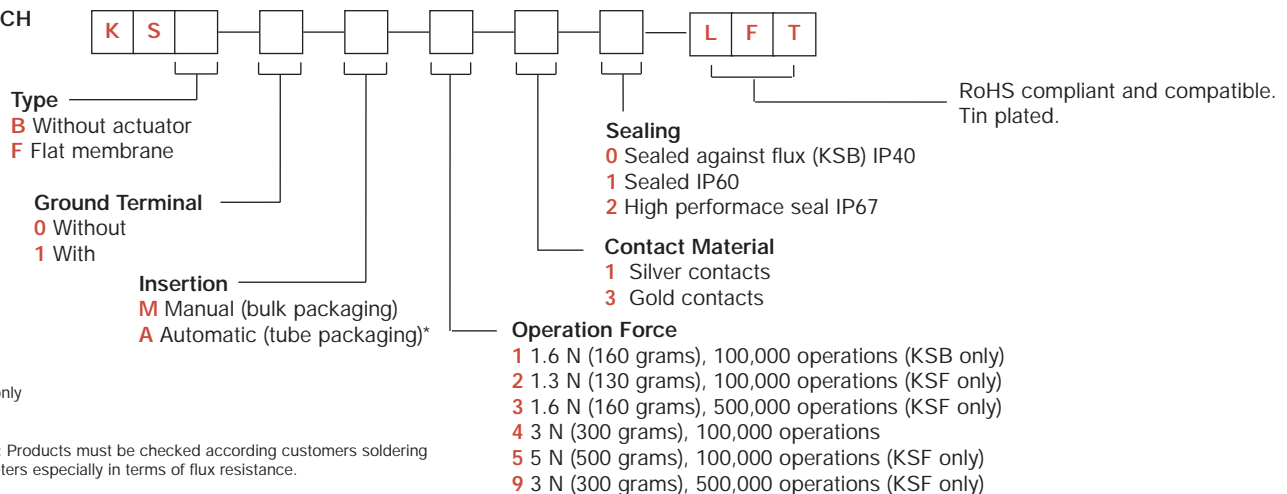 CH
K S L F T
RoHS compliant and compatible.
Tin plated.
Type
B Without actuator
F Flat membrane
Ground Terminal
0 Without
1 With
Insertion
M Manual (bulk packaging)
A Automatic (tube packaging)*
Operation Force
1 1.6 N (160 grams), 100,000 operations (KSB only)
2 1.3 N (130 grams), 100,000 operations (KSF only)
3 1.6 N (160 grams), 500,000 operations (KSF only)
4 3 N (300 grams), 100,000 operations
5 5 N (500 grams), 100,000 operations (KSF only)
9 3 N (300 grams), 500,000 operations (KSF only)
Contact Material
1 Silver contacts
3 Gold contacts
Sealing
0 Sealed against flux (KSB) IP40
1 Sealed IP60
2 High performace seal IP67
nly
: Products must be checked according customers soldering
ters especially in terms of flux resistance.